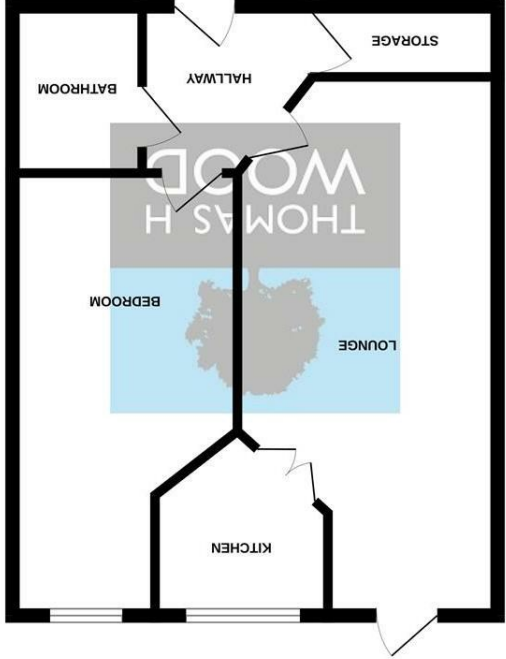 KITCHEN
LOUNGE
BEDROOM
THOMAS H
WOOD
BATHROOM
HALLWAY
STORAGE